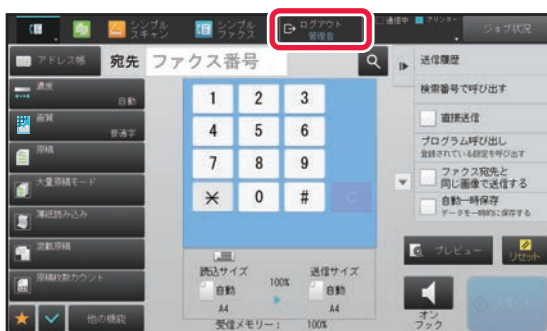 シンプル
スキャン
シンプル
ファクス
ログアウト
管理者
通信中
プリンター
ジョブ状況
アドレス帳
宛先
ファクス番号
濃度
自動
画質
普通字
原稿
大量原稿モード
薄紙読み込み
混載原稿
原稿枚数カウント
他の機能
1 2 3
4 5 6
7 8 9
＊ 0 #
C
読込サイズ 100% 送信サイズ
自動 自動
A4 A4
受信メモリー： 100%
送信履歴
検索番号で呼び出し
直接送信
プログラム呼び出し
登録されている設定を呼び出す
ファクス宛先と
同じ画像で送信する
自動一時保存
データを一時的に保存する
プレビュー
リセット
オン
フック
スタート